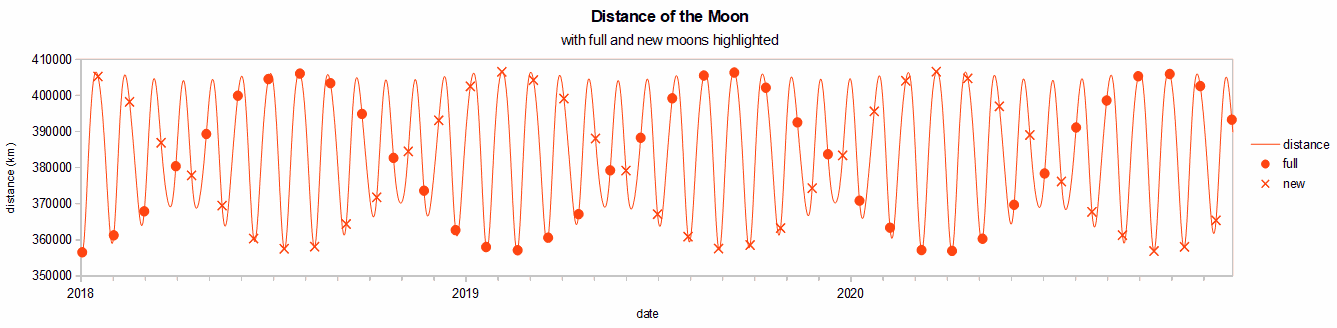 Distance of the Moon
with full and new moons highlighted
410000
400000
390000
380000
370000
360000
350000
distance (km)
2018
2019
2020
date
distance
full
new